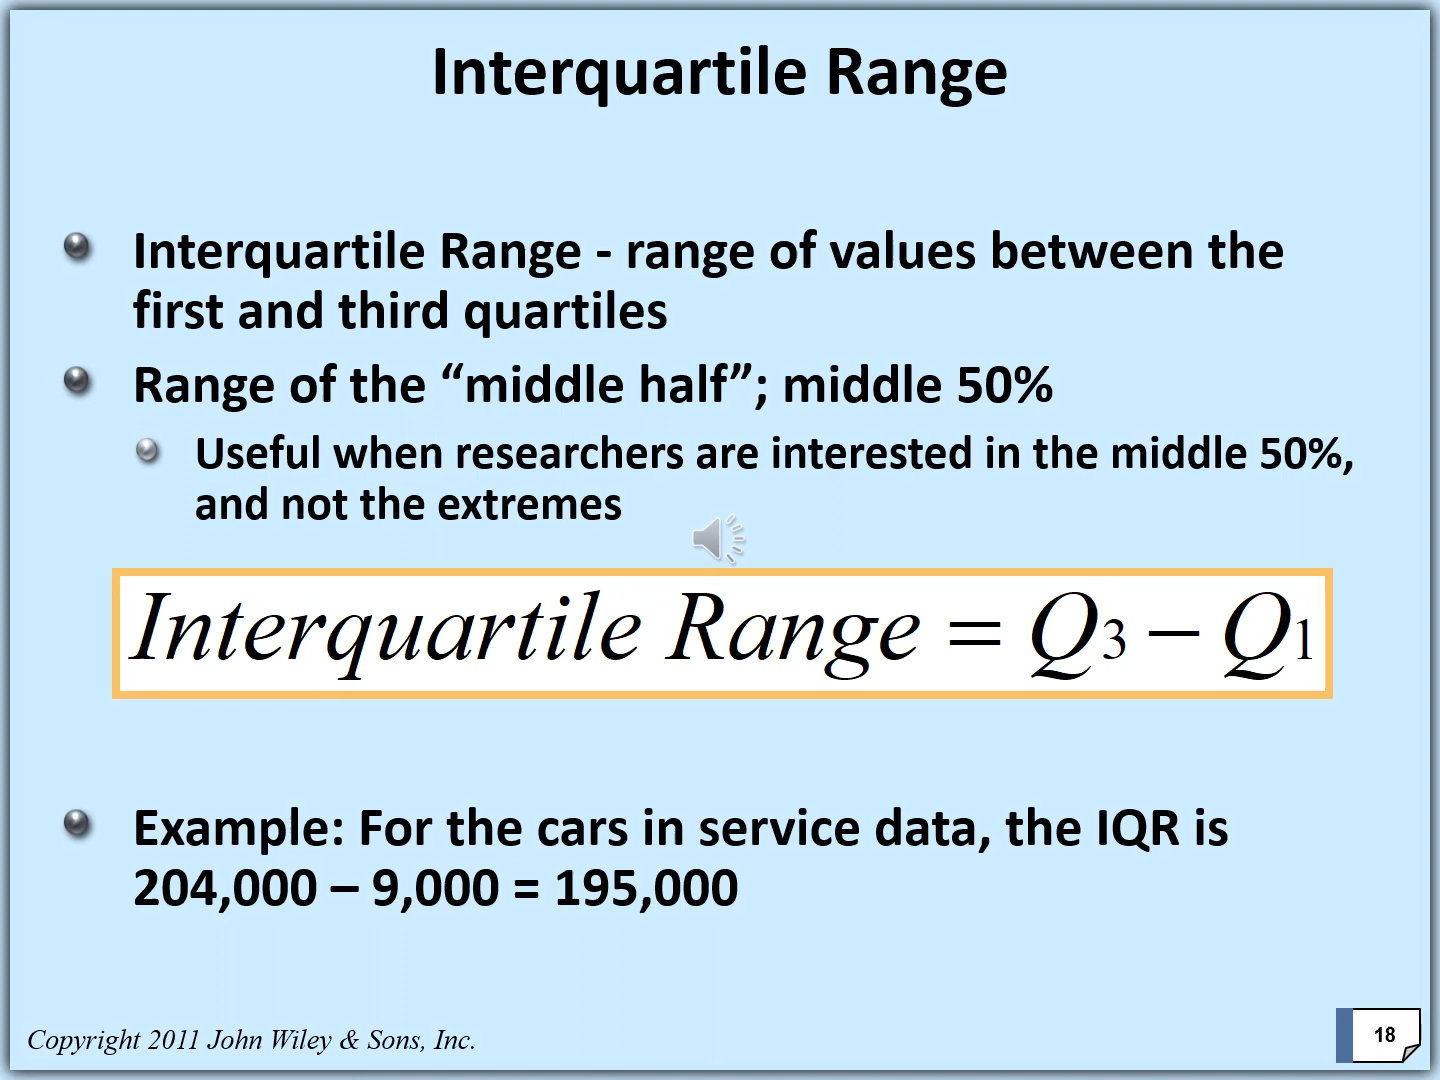 Interquartile Range
Interquartile Range - range of values between the
first and third quartiles
Range of the “middle half”; middle 50%
Useful when researchers are interested in the middle 50%,
and not the extremes
Interquartile Range = Q3 − Q1
Example: For the cars in service data, the IQR is
204,000 – 9,000 = 195,000
Copyright 2011 John Wiley & Sons, Inc.
18